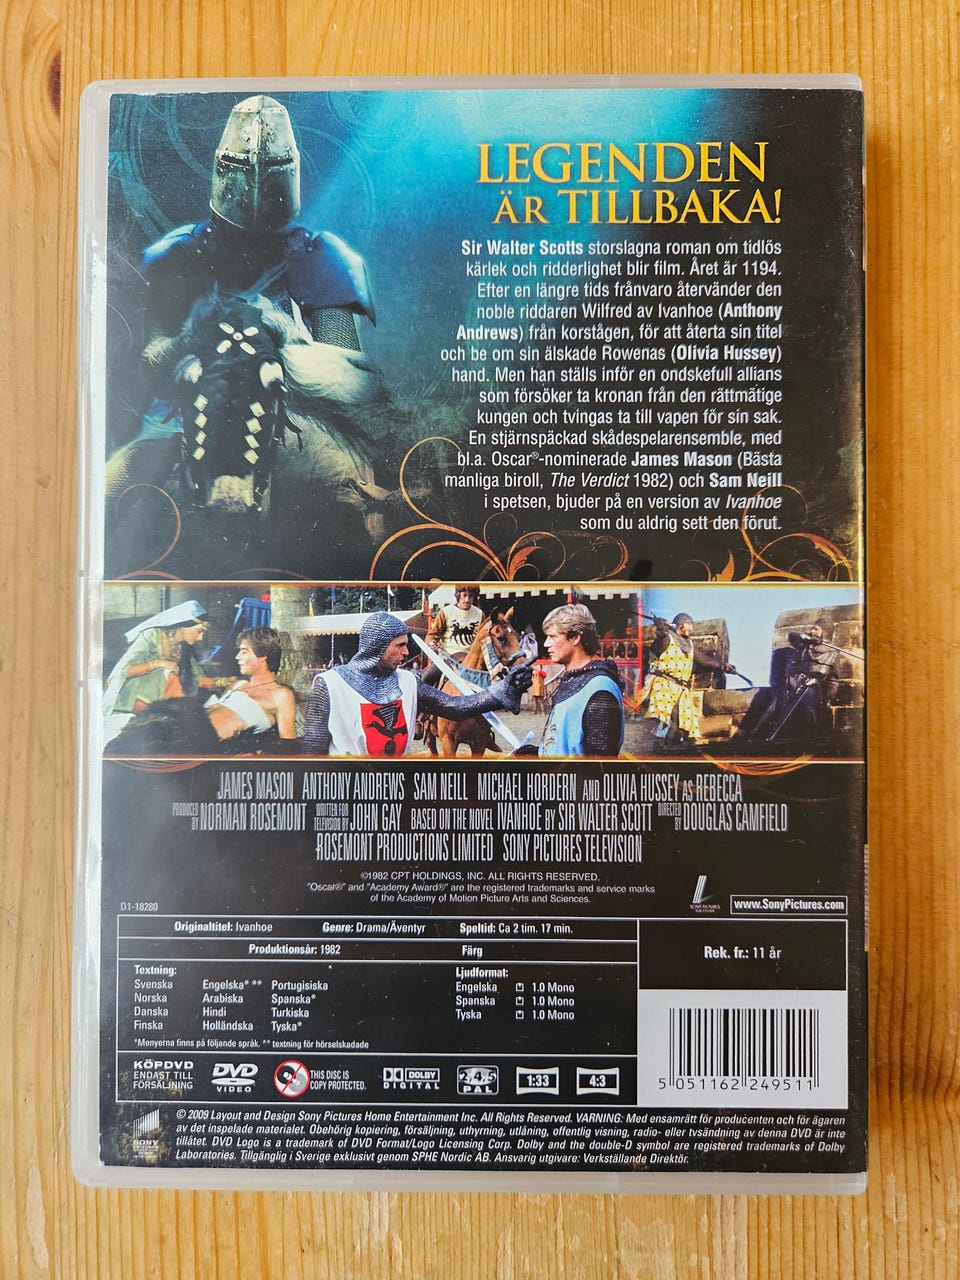 LEGENDEN
ÄR TILLBAKA!
Sir Walter Scotts storslagna roman om tidlös
kärlek och ridderlighet blir film. Året är 1194.
Efter en längre tids frånvaro återvänder den
noble riddaren Wilfred av Ivanhoe (Anthony
Andrews) från korstågen, för att återta sin titel
och be om sin älskade Rowenas (Olivia Hussey)
hand. Men han ställs inför en ondskefull allians
som försöker ta kronan från den rättmätige
kungen och tvingas ta till vapen för sin sak.
En stjärnspäckad skådespelarensemble, med
bl.a. Oscar®-nominerade James Mason (Bästa
manliga biroll, The Verdict 1982) och Sam Neill
i spetsen, bjuder på en version av Ivanhoe
som du aldrig sett den förut.
JAMES MASON ANTHONY ANDREWS SAM NEILL MICHAEL HORDERN AND OLIVIA HUSSEY AS REBECCA
PRODUCED BY NORMAN ROSEMONT WRITTEN FOR TELEVISION BY JOHN GAY BASED ON THE NOVEL IVANHOE BY SIR WALTER SCOTT DIRECTED BY DOUGLAS CAMFIELD
ROSEMONT PRODUCTIONS LIMITED SONY PICTURES TELEVISION
©1982 CPT HOLDINGS, INC. ALL RIGHTS RESERVED.
"Oscar®" and "Academy Award®" are the registered trademarks and service marks
of the Academy of Motion Picture Arts and Sciences.
D1-18280
SONY PICTURES
www.SonyPictures.com
Originaltitel: Ivanhoe Genre: Drama/Äventyr Speltid: Ca 2 tim. 17 min.
Produktionsår: 1982 Färg
Rek. fr.: 11 år
Textning: Ljudformat:
Svenska Engelska* ** Portugisiska Engelska 1.0 Mono
Norska Arabiska Spanska* Spanska 1.0 Mono
Danska Hindi Turkiska Tyska 1.0 Mono
Finska Holländska Tyska*
*Menyerna finns på följande språk. ** textning för hörselskadade
KÖPDVD
ENDAST TILL
FÖRSÄLJNING
DVD
VIDEO
THIS DISC IS
COPY PROTECTED.
DOLBY
DIGITAL
2,4,5
PAL
1:33
4:3
5 051162 249511
SONY
© 2009 Layout and Design Sony Pictures Home Entertainment Inc. All Rights Reserved. VARNING: Med ensamrätt för producenten och för ägaren
av det inspelade materialet. Obehörig kopiering, försäljning, uthyrning, utlåning, offentlig visning, radio- eller tvsändning av denna DVD är inte
tillåtet. DVD Logo is a trademark of DVD Format/Logo Licensing Corp. Dolby and the double-D symbol are registered trademarks of Dolby
Laboratories. Tillgänglig i Sverige exklusivt genom SPHE Nordic AB. Ansvarig utgivare: Verkställande Direktör.